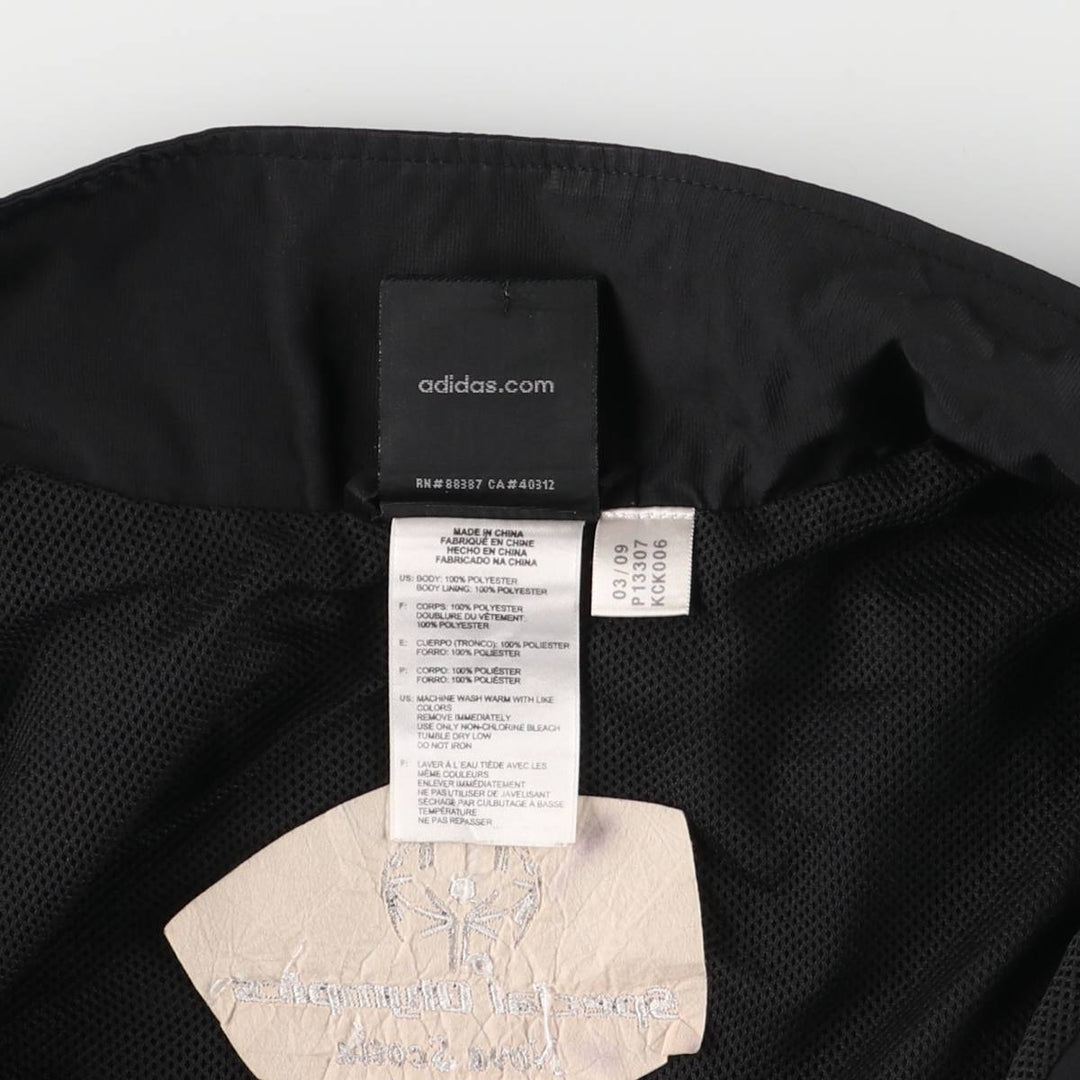 adidas.com
RN#88387 CA#40312
MADE IN CHINA
FABRIQUÉ EN CHINE
HECHO EN CHINA
FABRICADO NA CHINA
US: BODY: 100% POLYESTER
BODY LINING: 100% POLYESTER
F: CORPS: 100% POLYESTER
DOUBLURE DU VÊTEMENT:
100% POLYESTER
E: CUERPO (TRONCO): 100% POLIESTER
FORRO: 100% POLIESTER
P: CORPO: 100% POLIÉSTER
FORRO: 100% POLIÉSTER
US: MACHINE WASH WARM WITH LIKE
COLORS
REMOVE IMMEDIATELY
USE ONLY NON-CHLORINE BLEACH
TUMBLE DRY LOW
DO NOT IRON
F: LAVER À L'EAU TIÈDE AVEC LES
MÊME COULEURS
ENLEVER IMMÉDIATEMENT
NE PAS UTILISER DE JAVELISANT
SÉCHAGE PAR CULBUTAGE À BASSE
TEMPÉRATURE
NE PAS REPASSER
03/09
P13307
KCK006
Special Olympics
Nova Scotia